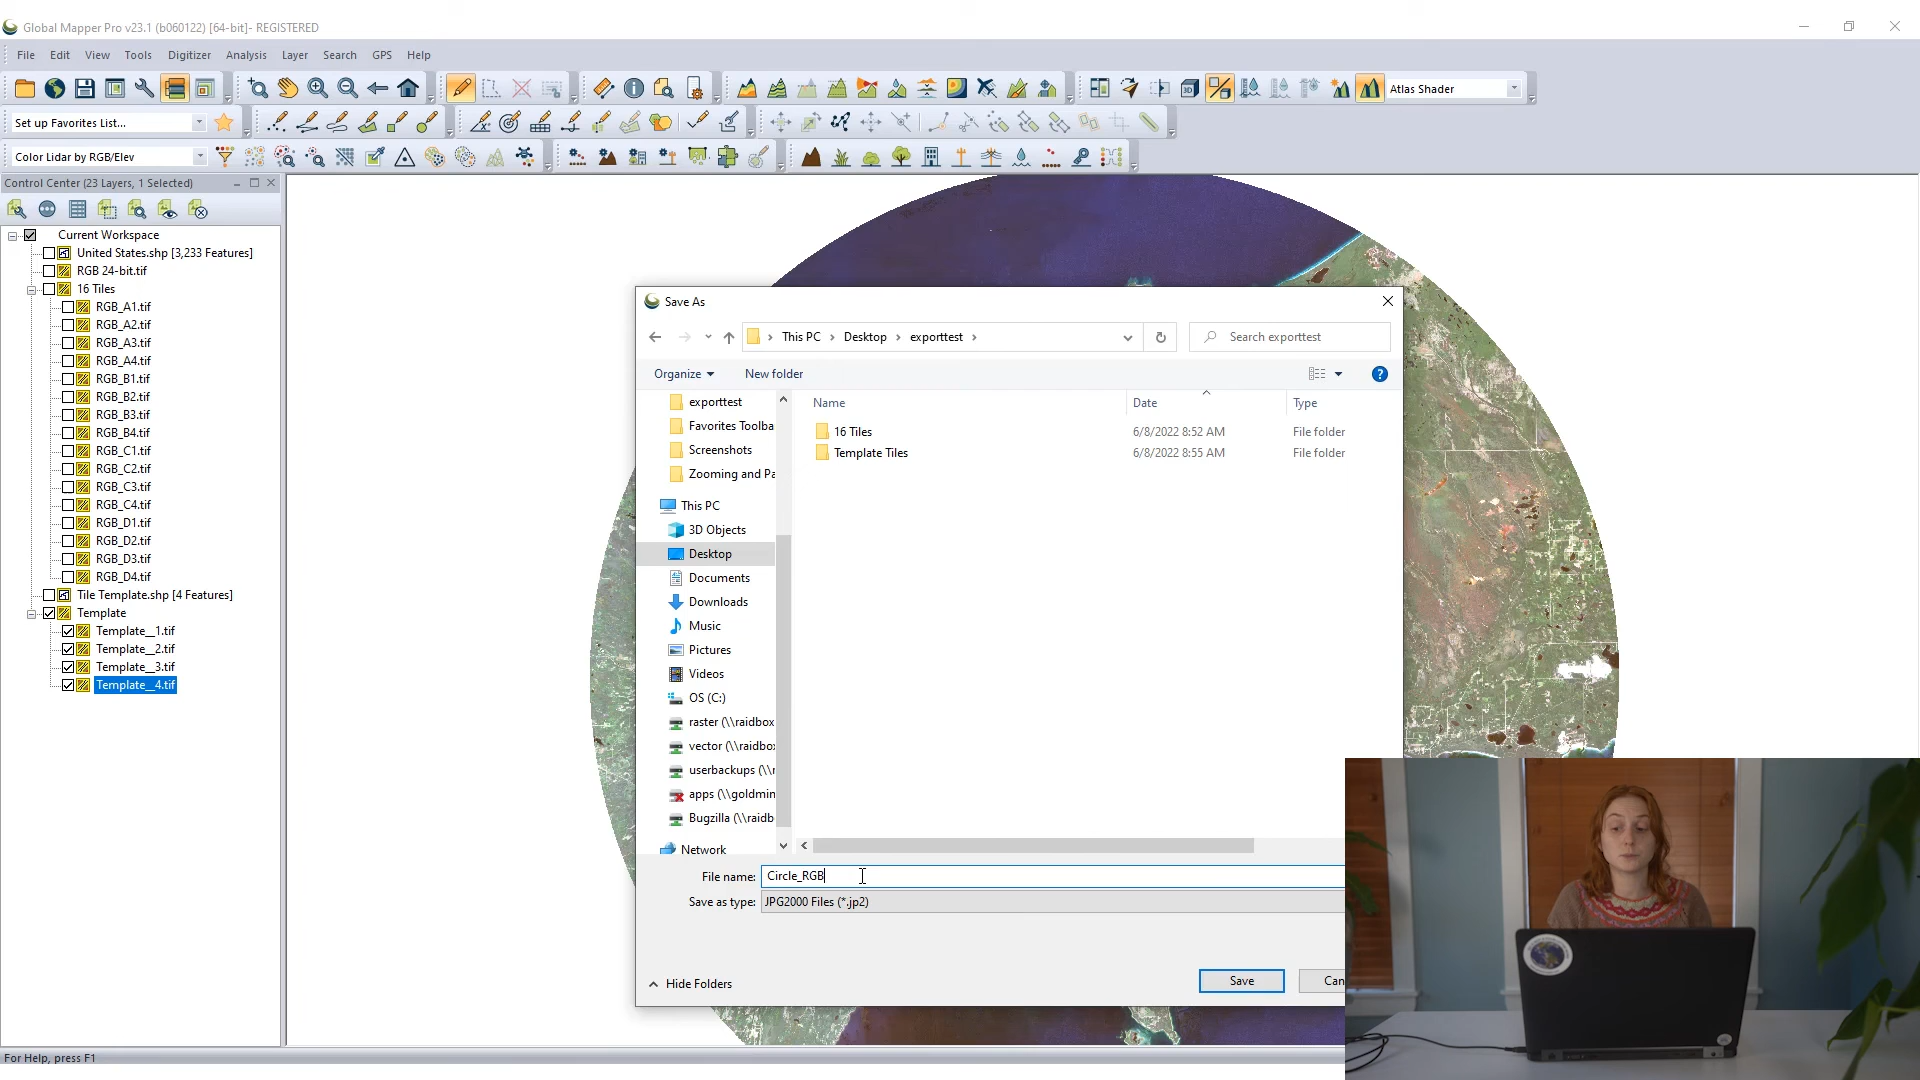 Global Mapper Pro v23.1 (b060122) [64-bit]- REGISTERED
File Edit View Tools Digitizer Analysis Layer Search GPS Help
Atlas Shader
Set up Favorites List...
Color Lidar by RGB/Elev
Control Center (23 Layers, 1 Selected)
Current Workspace
United States.shp [3,233 Features]
RGB 24-bit.tif
16 Tiles
RGB_A1.tif
RGB_A2.tif
RGB_A3.tif
RGB_A4.tif
RGB_B1.tif
RGB_B2.tif
RGB_B3.tif
RGB_B4.tif
RGB_C1.tif
RGB_C2.tif
RGB_C3.tif
RGB_C4.tif
RGB_D1.tif
RGB_D2.tif
RGB_D3.tif
RGB_D4.tif
Tile Template.shp [4 Features]
Template
Template__1.tif
Template__2.tif
Template__3.tif
Template__4.tif
Save As
This PC › Desktop › exporttest ›
Search exporttest
Organize New folder
exporttest
Favorites Toolba
Screenshots
Zooming and Pa
This PC
3D Objects
Desktop
Documents
Downloads
Music
Pictures
Videos
OS (C:)
raster (\\raidbox
vector (\\raidbo
userbackups (\\r
apps (\\goldmin
Bugzilla (\\raidb
Network
Name Date Type
16 Tiles 6/8/2022 8:52 AM File folder
Template Tiles 6/8/2022 8:55 AM File folder
File name: Circle_RGB
Save as type: JPG2000 Files (*.jp2)
Hide Folders
Save Can
For Help, press F1